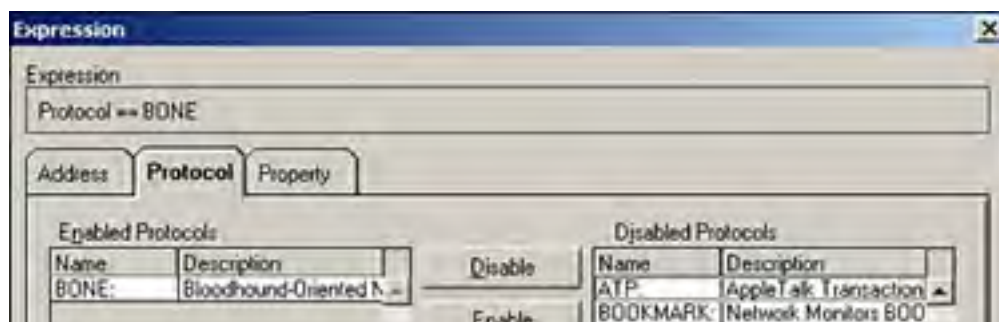 Expression
Expression
Protocol == BONE
Address Protocol Property
Enabled Protocols
Name Description
BONE: Bloodhound-Oriented N
Disable
Enable
Disabled Protocols
Name Description
ATP: AppleTalk Transaction
BOOKMARK: Network Monitors BOO